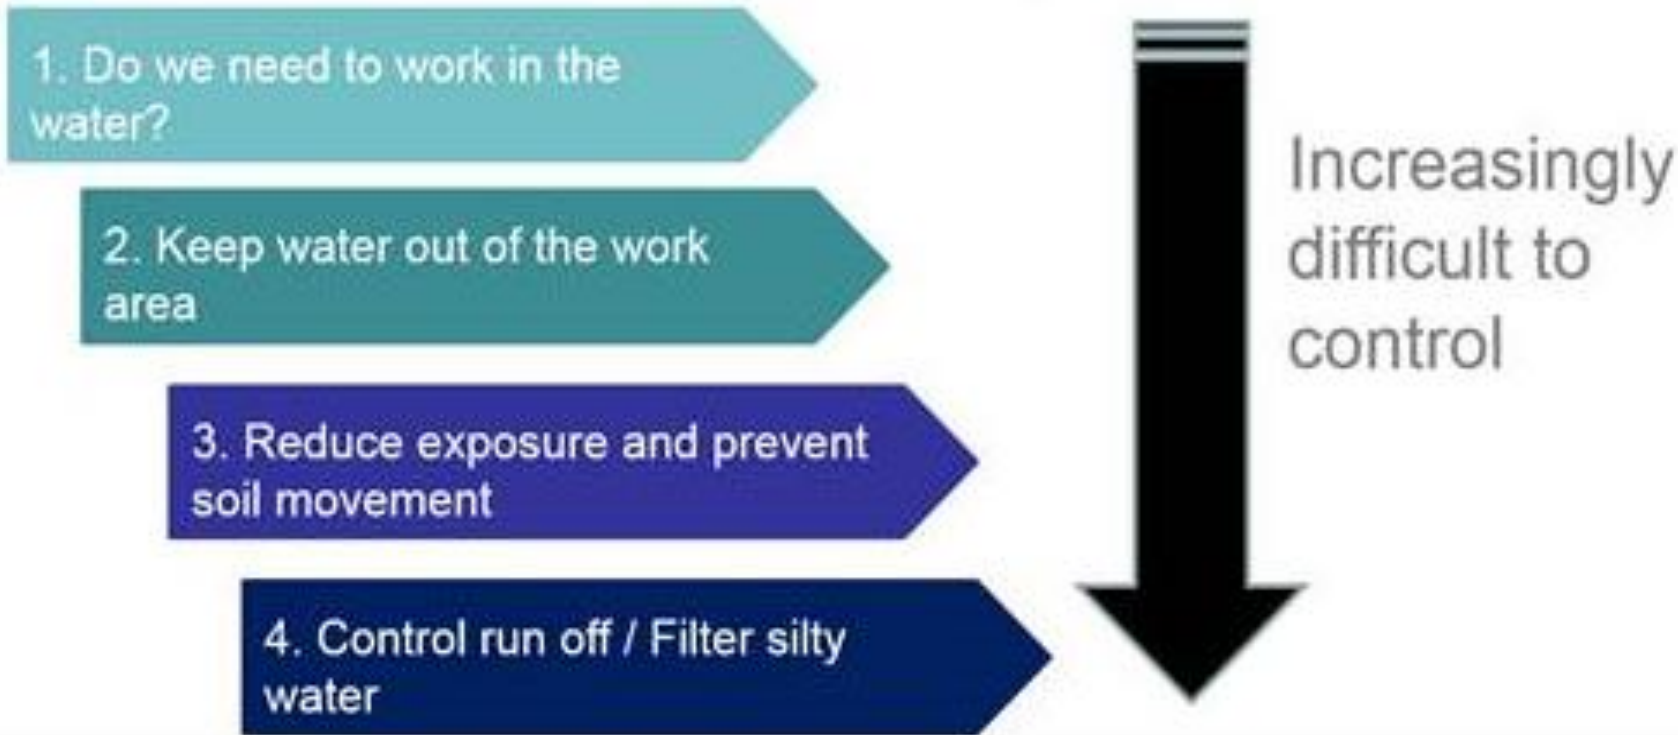 1. Do we need to work in the
water?
2. Keep water out of the work
area
3. Reduce exposure and prevent
soil movement
4. Control run off / Filter silty
water
Increasingly
difficult to
control